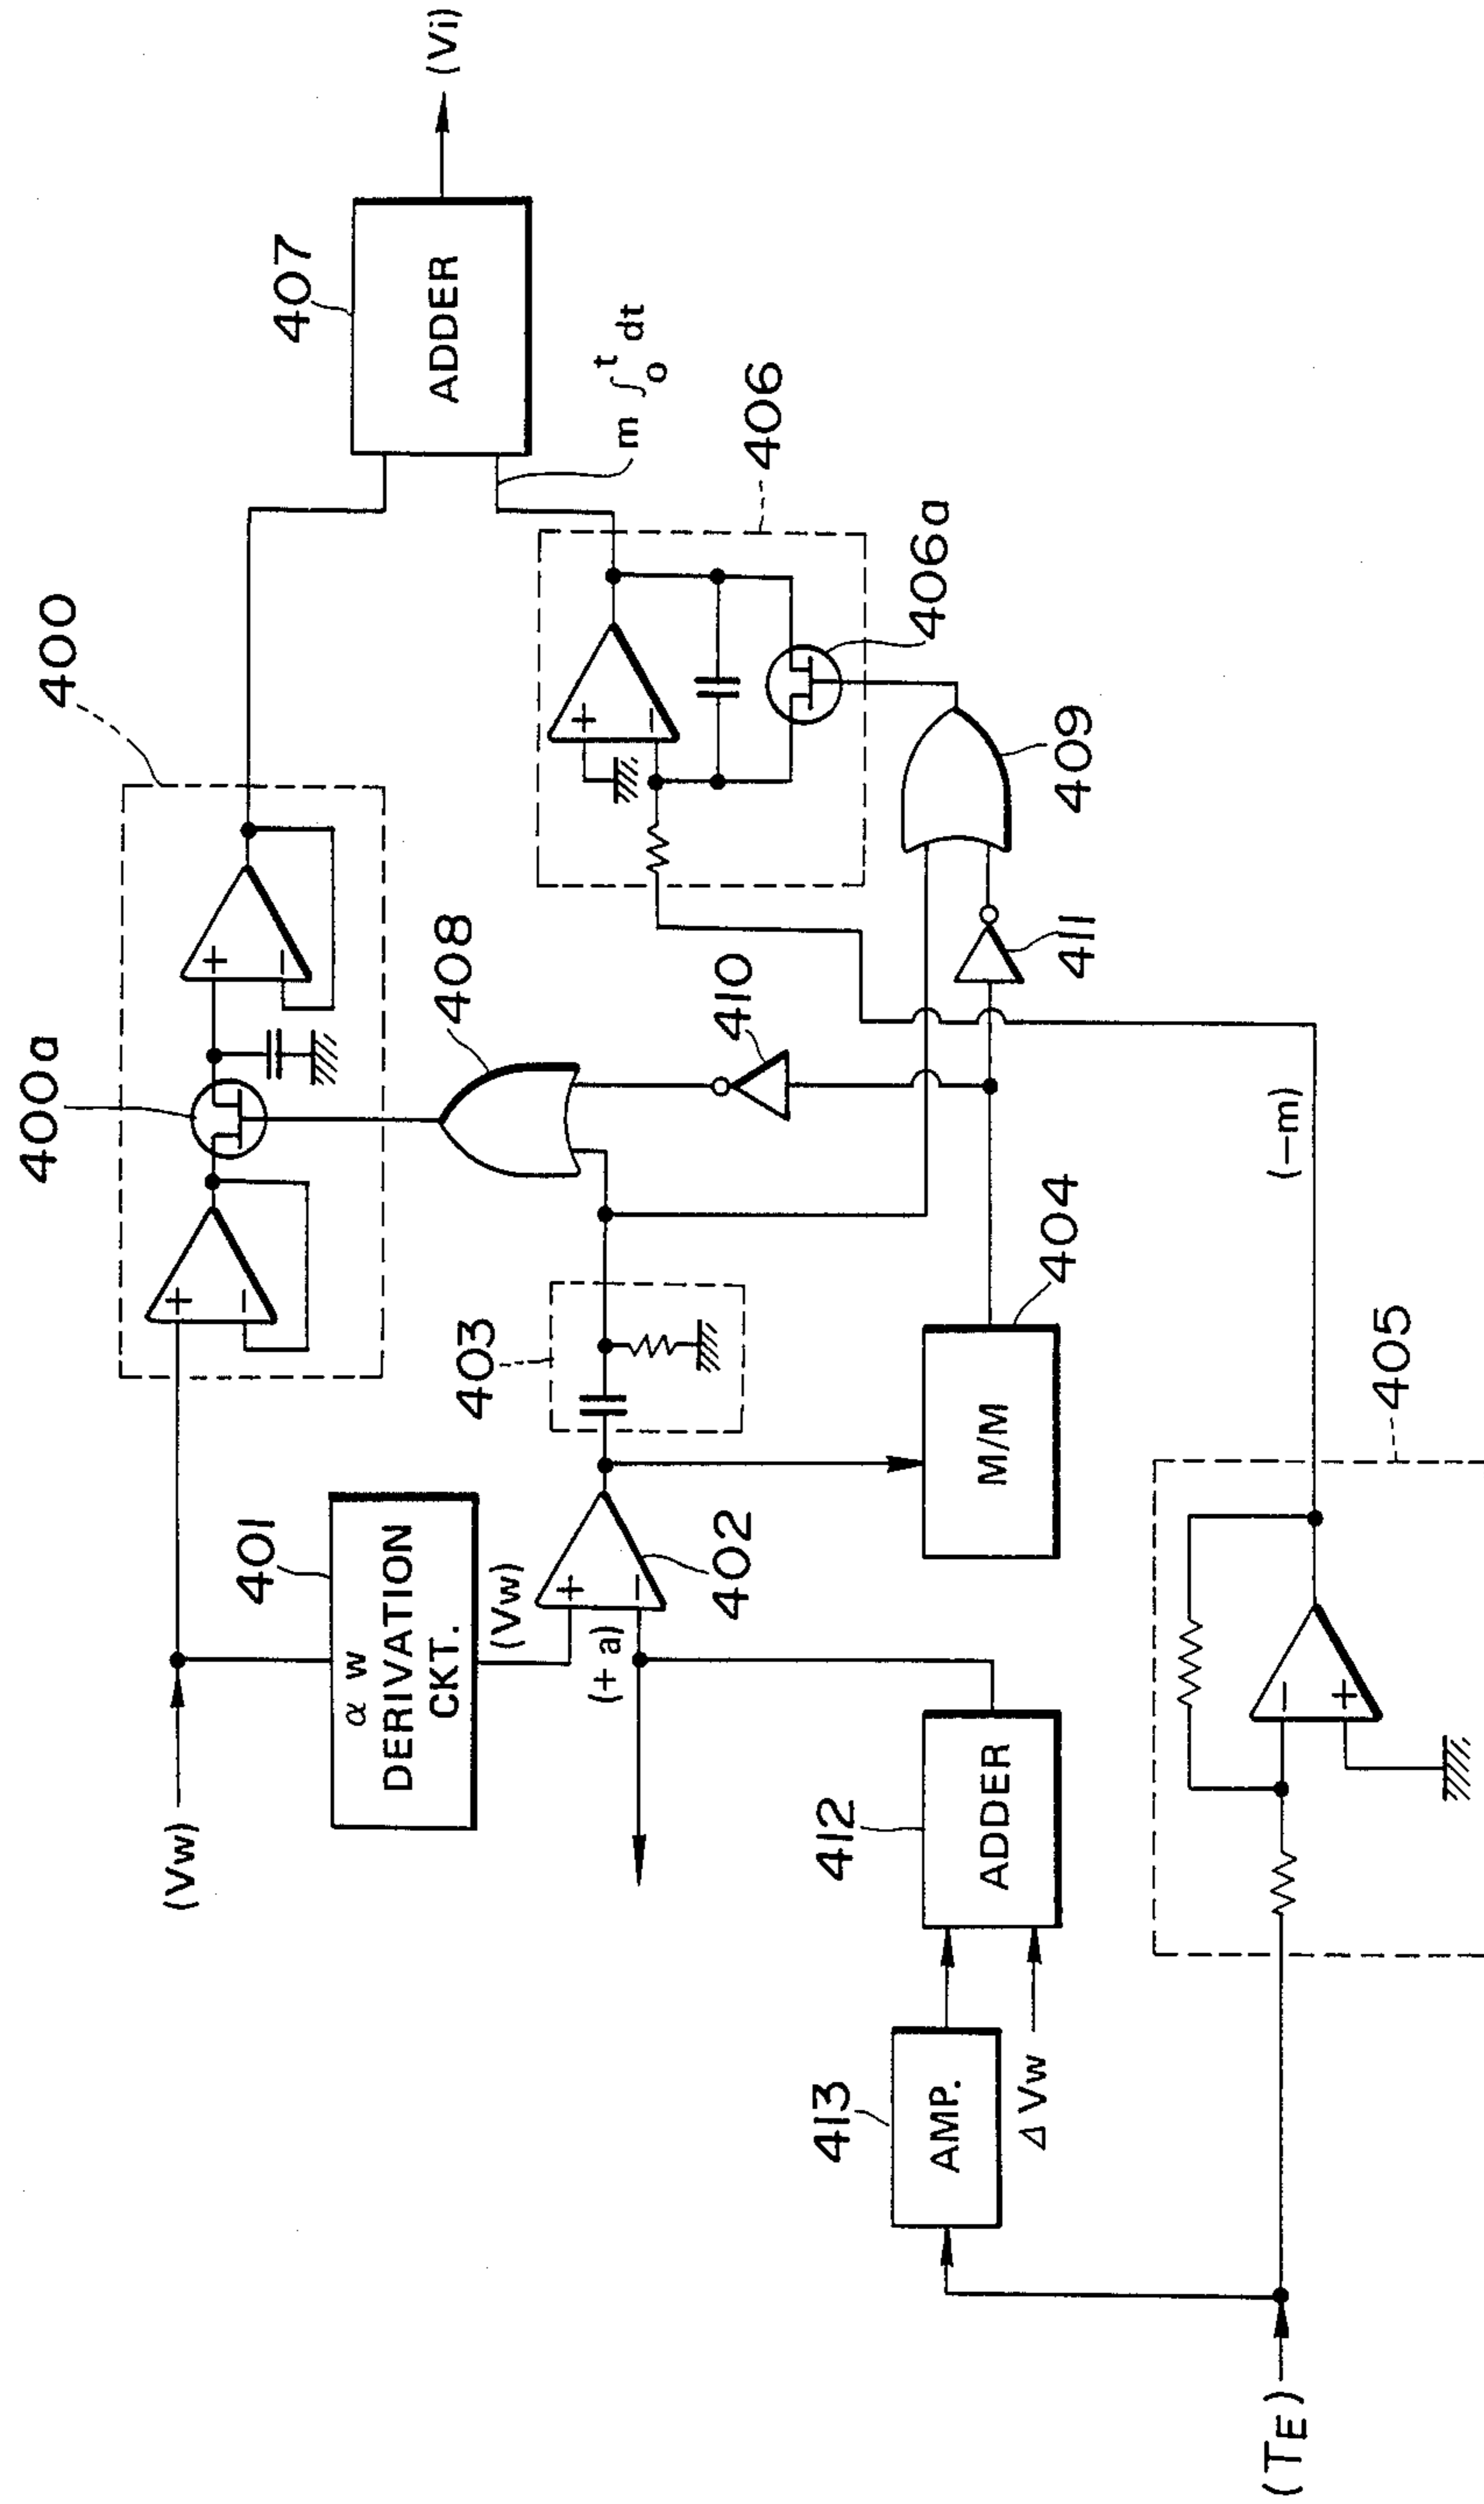 400
400a
(Vw)
401
α w
DERIVATION
CKT.
(Vw)
(+a)
+
−
402
403
408
410
+
−
+
−
407
ADDER
(Vi)
m ∫₀ᵗ dt
406
406a
+
−
409
411
404
M/M
412
ADDER
413
AMP.
ΔVw
(−m)
405
−
+
(TE)